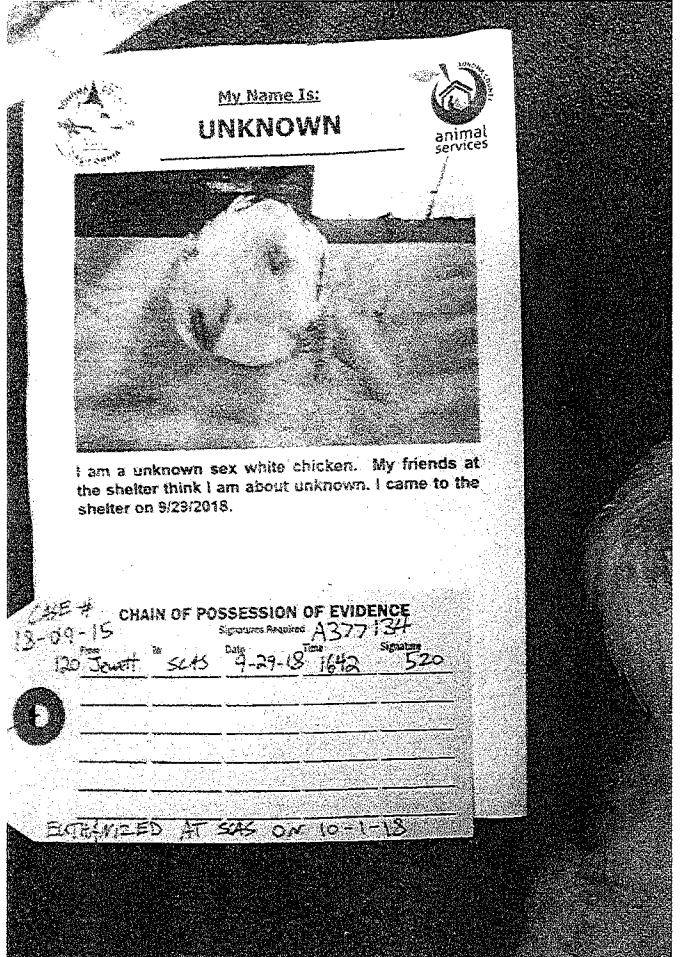 My Name Is:
UNKNOWN
SONOMA COUNTY
animal
services
I am a unknown sex white chicken. My friends at
the shelter think I am about unknown. I came to the
shelter on 9/29/2018.
CASE #
18-09-15
CHAIN OF POSSESSION OF EVIDENCE
Signatures Required A377134
From To Date Time Signature
120 Jewett SCAS 9-29-18 1642 520
EUTHANIZED AT SCAS ON 10-1-18